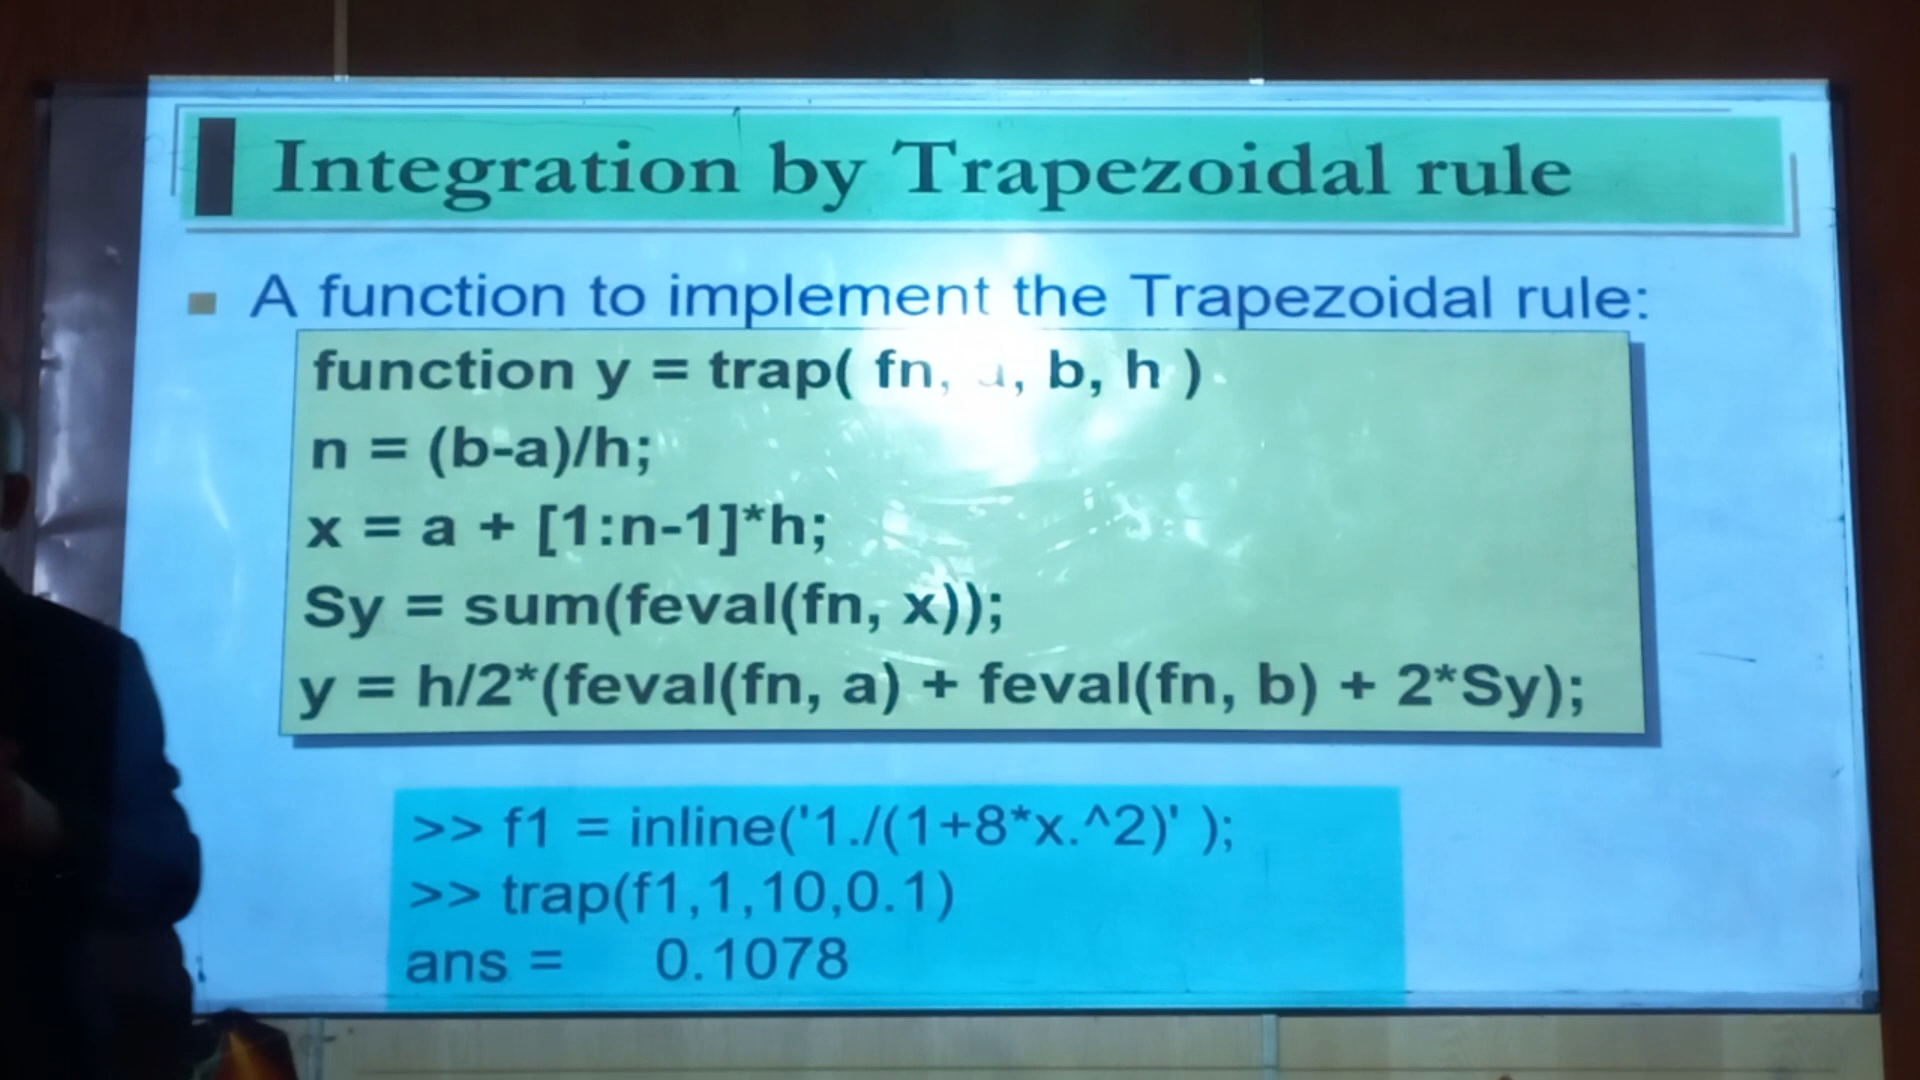 Integration by Trapezoidal rule
A function to implement the Trapezoidal rule:
function y = trap( fn, a, b, h )
n = (b-a)/h;
x = a + [1:n-1]*h;
Sy = sum(feval(fn, x));
y = h/2*(feval(fn, a) + feval(fn, b) + 2*Sy);
>> f1 = inline('1./(1+8*x.^2)' );
>> trap(f1,1,10,0.1)
ans = 0.1078